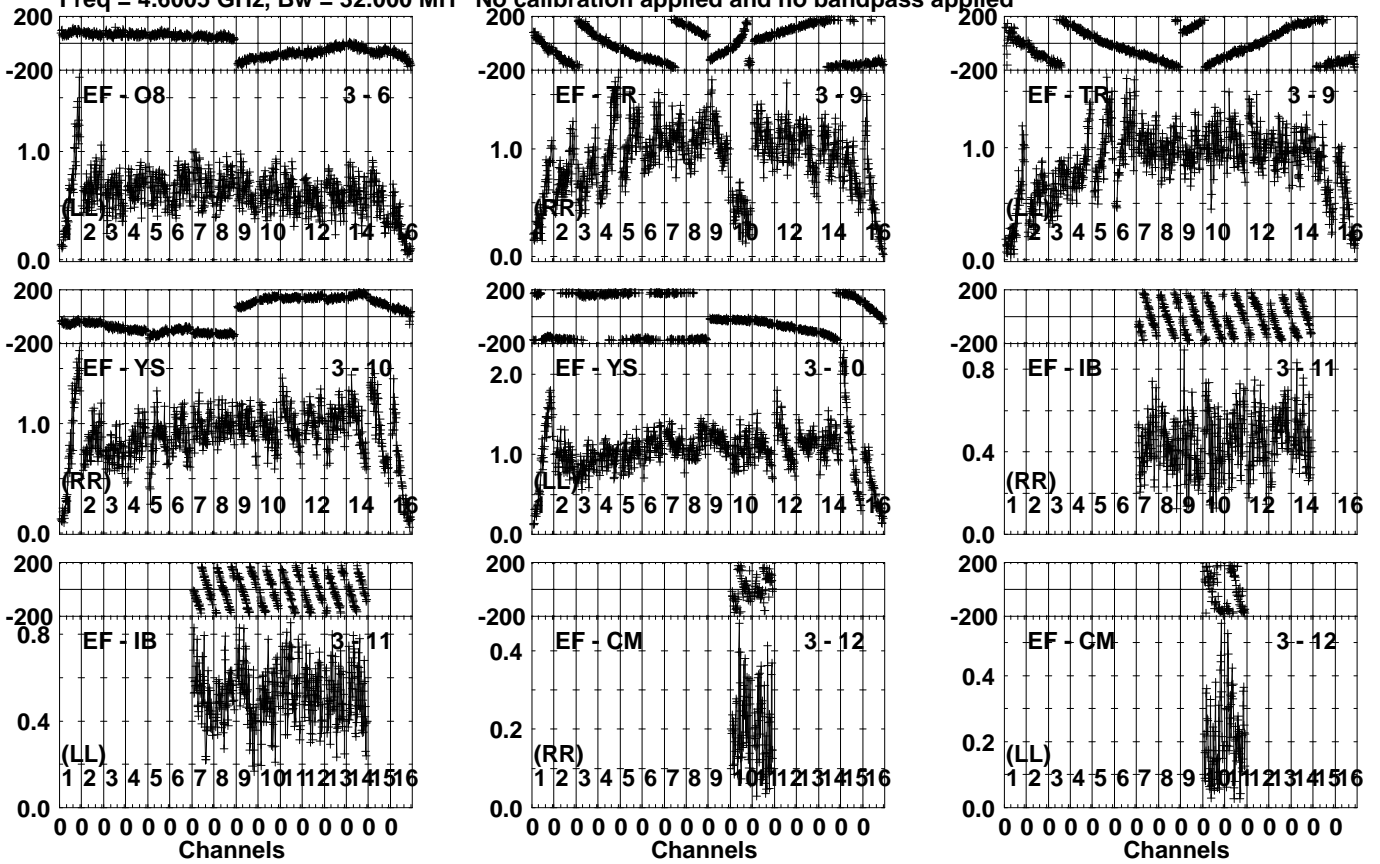 Freq = 4.6005 GHz, Bw = 32.000 MH No calibration applied and no bandpass applied
200
-200
EF - O8 3 - 6
1.0
(LL)
2 3 4 5 6 7 8 9 10 12 14 16
0.0
200
-200
EF - TR 3 - 9
1.0
(RR)
1 2 3 4 5 6 7 8 9 10 12 14 16
0.0
200
-200
EF - TR 3 - 9
1.0
(LL)
1 2 3 4 5 6 7 8 9 10 12 14 16
0.0
200
-200
EF - YS 3 - 10
1.0
(RR)
2 3 4 5 6 7 8 9 10 12 14 16
0.0
200
-200
EF - YS 3 - 10
2.0
1.0
(LL)
1 2 3 4 5 6 7 8 9 10 12 14 16
0.0
200
-200
EF - IB 3 - 11
0.8
0.4
(RR)
1 2 3 4 5 6 7 8 9 10 12 14 16
0.0
200
-200
EF - IB 3 - 11
0.8
0.4
(LL)
1 2 3 4 5 6 7 8 9 10 11 12 13 14 15 16
0.0
0 0 0 0 0 0 0 0 0 0 0 0 0 0 0 0
Channels
200
-200
EF - CM 3 - 12
0.4
0.2
(RR)
1 2 3 4 5 6 7 8 9 10 11 12 13 14 15 16
0.0
0 0 0 0 0 0 0 0 0 0 0 0 0 0 0 0
Channels
200
-200
EF - CM 3 - 12
0.4
0.2
(LL)
1 2 3 4 5 6 7 8 9 10 11 12 13 14 15 16
0.0
0 0 0 0 0 0 0 0 0 0 0 0 0 0 0 0
Channels